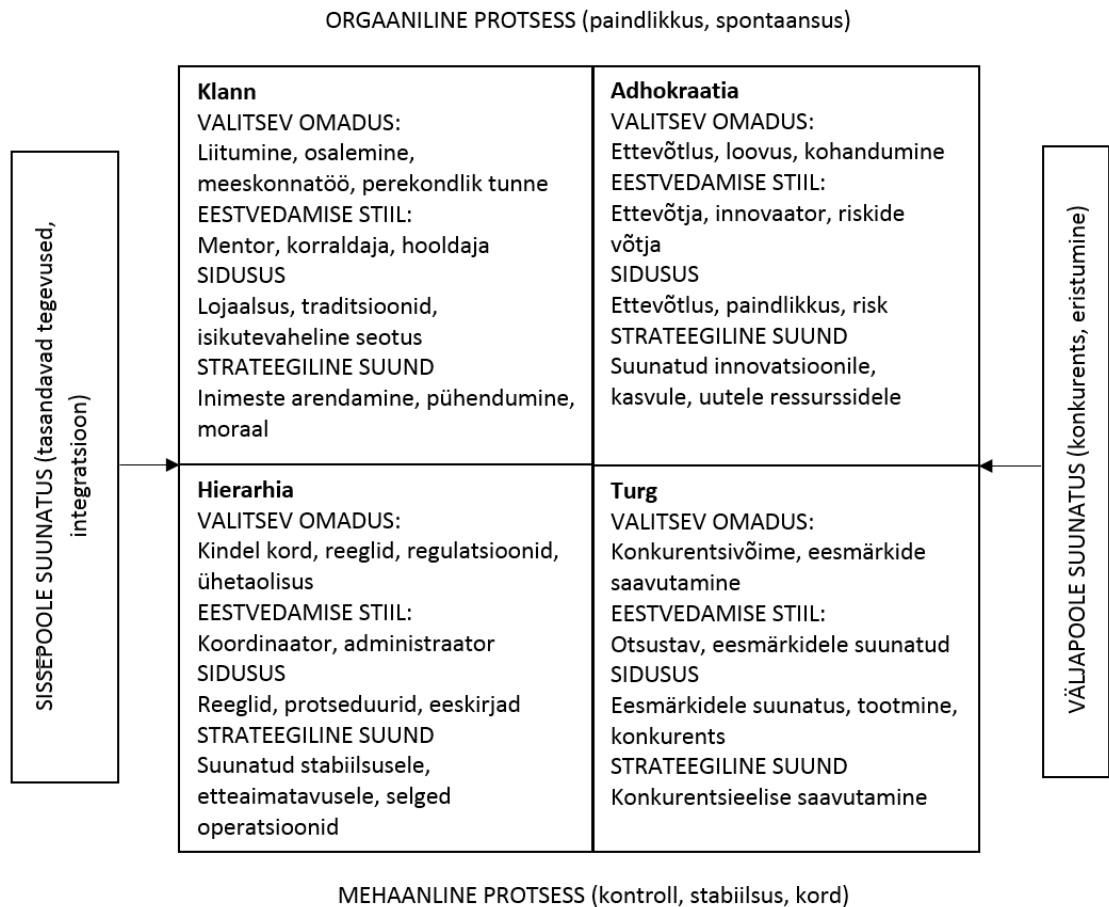 ORGAANILINE PROTSESS (paindlikkus, spontaansus)
SISSEPOOLE SUUNATUS (tasandavad tegevused,
integratsioon)
Klann
VALITSEV OMADUS:
Liitumine, osalemine,
meeskonnatöö, perekondlik tunne
EESTVEDAMISE STIIL:
Mentor, korraldaja, hooldaja
SIDUSUS
Lojaalsus, traditsioonid,
isikutevaheline seotus
STRATEEGILINE SUUND
Inimeste arendamine, pühendumine,
moraal
Adhokraatia
VALITSEV OMADUS:
Ettevõtlus, loovus, kohandumine
EESTVEDAMISE STIIL:
Ettevõtja, innovaator, riskide
võtja
SIDUSUS
Ettevõtlus, paindlikkus, risk
STRATEEGILINE SUUND
Suunatud innovatsioonile,
kasvule, uutele ressurssidele
Hierarhia
VALITSEV OMADUS:
Kindel kord, reeglid, regulatsioonid,
ühetaolisus
EESTVEDAMISE STIIL:
Koordinaator, administraator
SIDUSUS
Reeglid, protseduurid, eeskirjad
STRATEEGILINE SUUND
Suunatud stabiilsusele,
etteaimatavusele, selged
operatsioonid
Turg
VALITSEV OMADUS:
Konkurentsivõime, eesmärkide
saavutamine
EESTVEDAMISE STIIL:
Otsustav, eesmärkidele suunatud
SIDUSUS
Eesmärkidele suunatus, tootmine,
konkurents
STRATEEGILINE SUUND
Konkurentsieelise saavutamine
VÄLJAPOOLE SUUNATUS (konkurents, eristumine)
MEHAANLINE PROTSESS (kontroll, stabiilsus, kord)